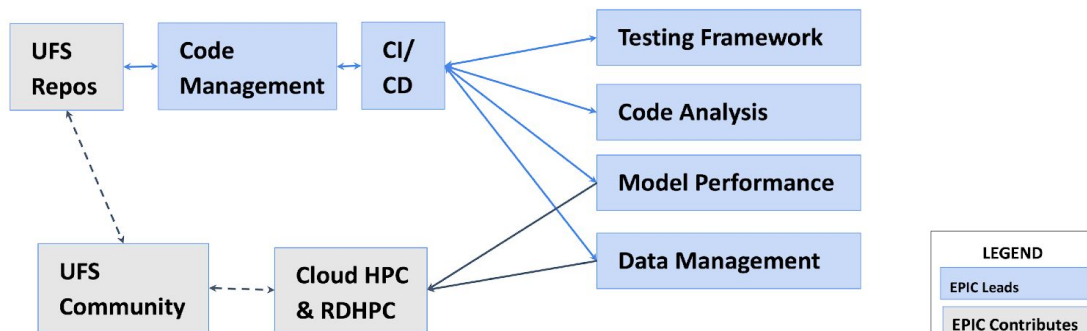 UFS
Repos
Code
Management
CI/
CD
Testing Framework
Code Analysis
Model Performance
Data Management
UFS
Community
Cloud HPC
& RDHPC
LEGEND
EPIC Leads
EPIC Contributes